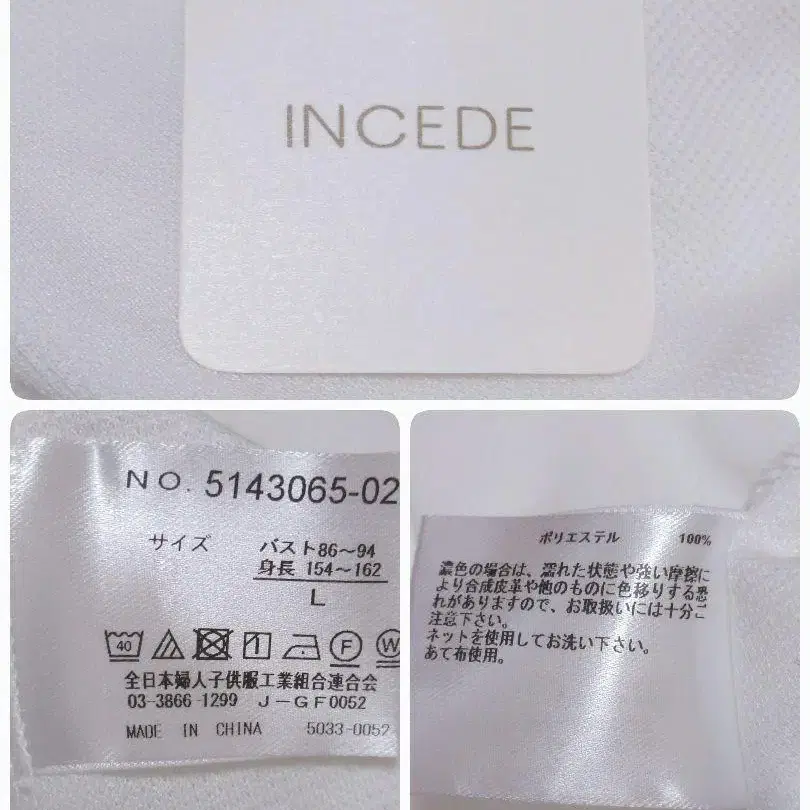 INCEDE
NO. 5143065-02
サイズ
バスト86～94
身長 154～162
L
40
F
W
全日本婦人子供服工業組合連合会
03-3866-1299 J-GF0052
MADE IN CHINA 5033-0052
ポリエステル 100%
濃色の場合は、濡れた状態や強い摩擦に
より合成皮革や他のものに色移りする恐
れがありますので、お取扱いには十分ご
注意下さい。
ネットを使用してお洗い下さい。
あて布使用。